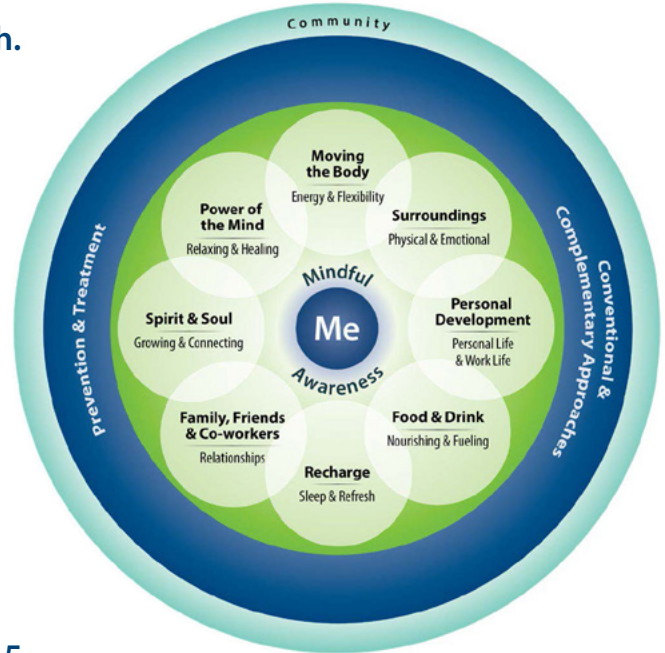 h.
Community
Moving
the Body
Energy & Flexibility
Surroundings
Physical & Emotional
Personal
Development
Personal Life
& Work Life
Food & Drink
Nourishing & Fueling
Recharge
Sleep & Refresh
Family, Friends
& Co-workers
Relationships
Spirit & Soul
Growing & Connecting
Power of
the Mind
Relaxing & Healing
Mindful
Me
Awareness
Prevention & Treatment
Conventional &
Complementary Approaches